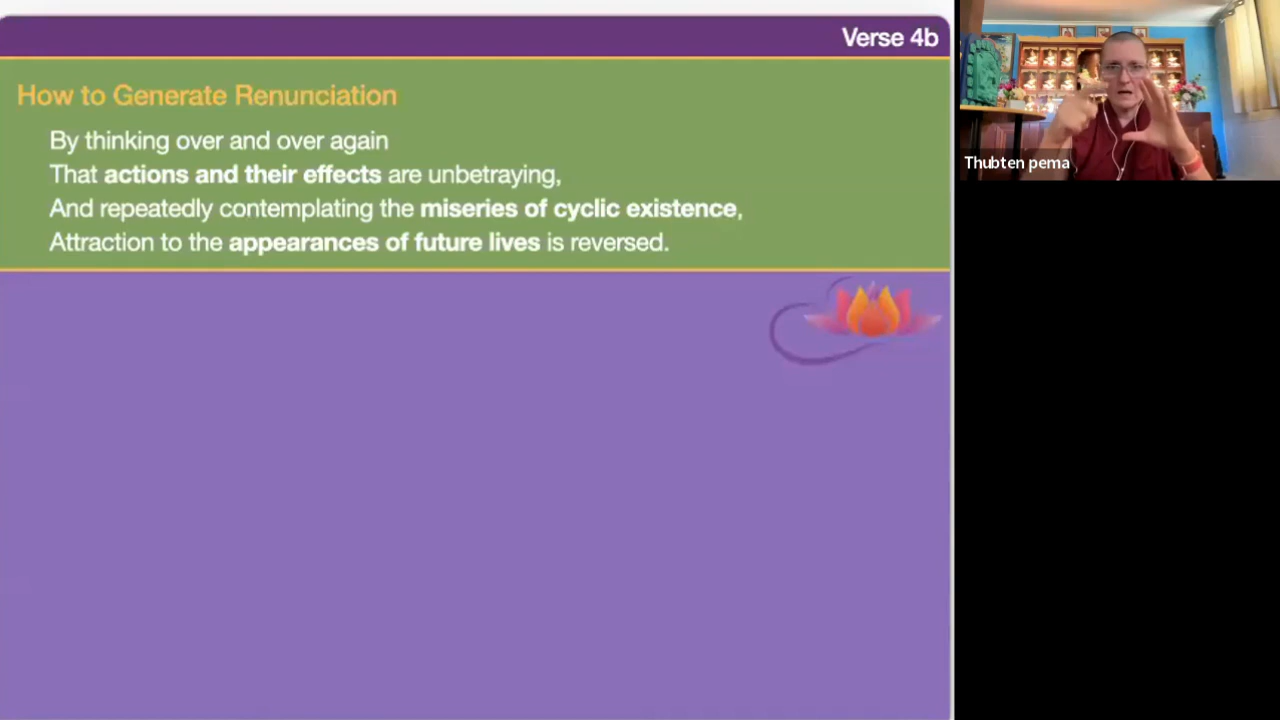 Verse 4b
How to Generate Renunciation
By thinking over and over again
That actions and their effects are unbetraying,
And repeatedly contemplating the miseries of cyclic existence,
Attraction to the appearances of future lives is reversed.
Thubten pema